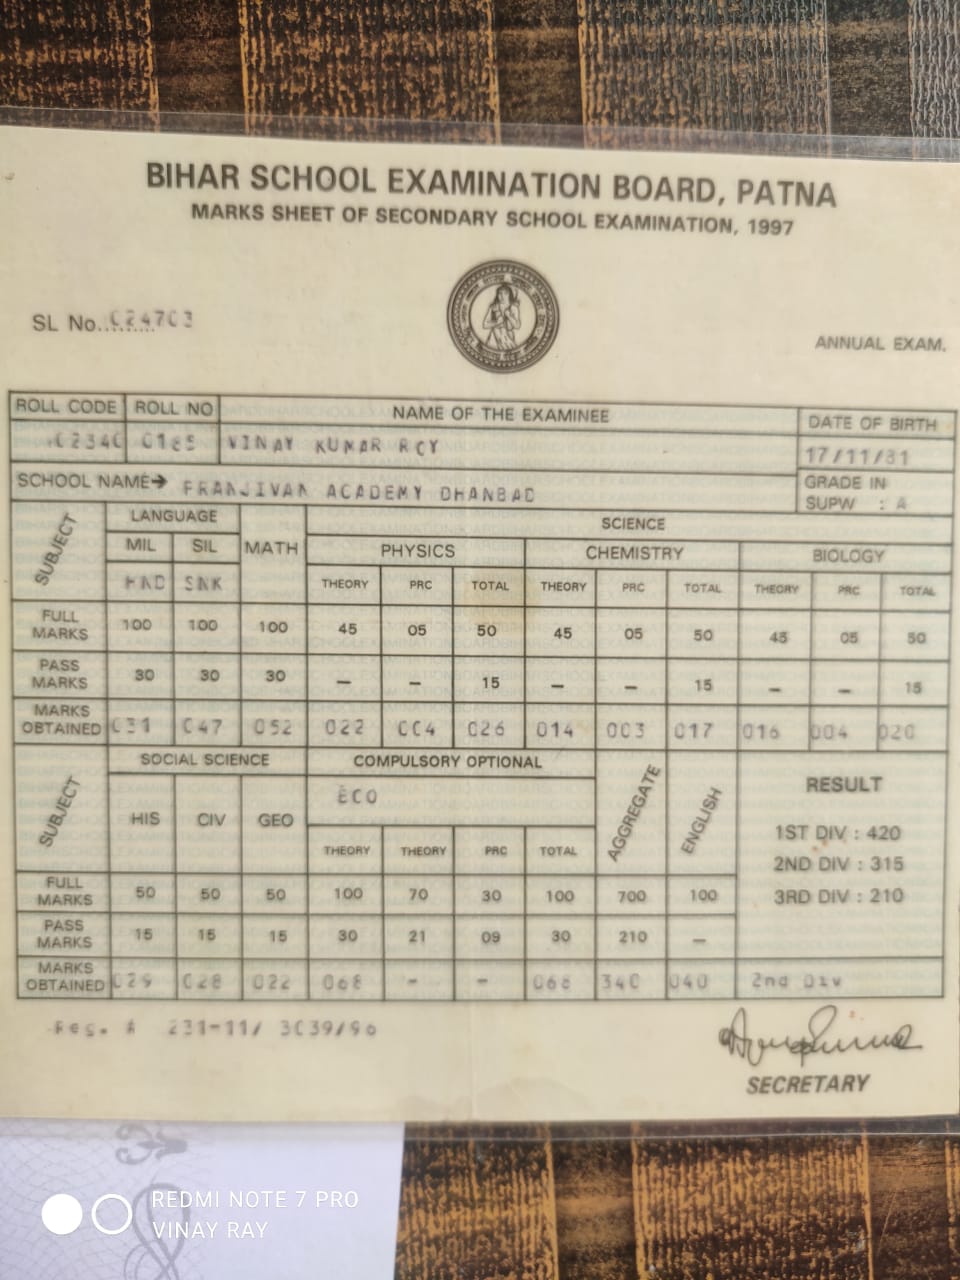 BIHAR SCHOOL EXAMINATION BOARD, PATNA
MARKS SHEET OF SECONDARY SCHOOL EXAMINATION, 1997
SL No. 024703
ANNUAL EXAM.
ROLL CODE ROLL NO NAME OF THE EXAMINEE DATE OF BIRTH
02340 0185 VINAY KUMAR ROY 17/11/81
SCHOOL NAME→ PRANJIVAN ACADEMY DHANBAD GRADE IN
SUPW : A
SUBJECT LANGUAGE MATH SCIENCE
MIL SIL PHYSICS CHEMISTRY BIOLOGY
HND SNK THEORY PRC TOTAL THEORY PRC TOTAL THEORY PRC TOTAL
FULL MARKS 100 100 100 45 05 50 45 05 50 45 05 50
PASS MARKS 30 30 30 — — 15 — — 15 — — 15
MARKS OBTAINED 031 047 052 022 004 026 014 003 017 016 004 020
SUBJECT SOCIAL SCIENCE COMPULSORY OPTIONAL AGGREGATE ENGLISH RESULT
HIS CIV GEO ECO
THEORY THEORY PRC TOTAL
1ST DIV : 420
2ND DIV : 315
3RD DIV : 210
FULL MARKS 50 50 50 100 70 30 100 700 100
PASS MARKS 15 15 15 30 21 09 30 210 —
MARKS OBTAINED 029 028 022 068 - - 068 340 040 2nd Div
Reg. # 231-11/ 3039/96
SECRETARY
REDMI NOTE 7 PRO
VINAY RAY